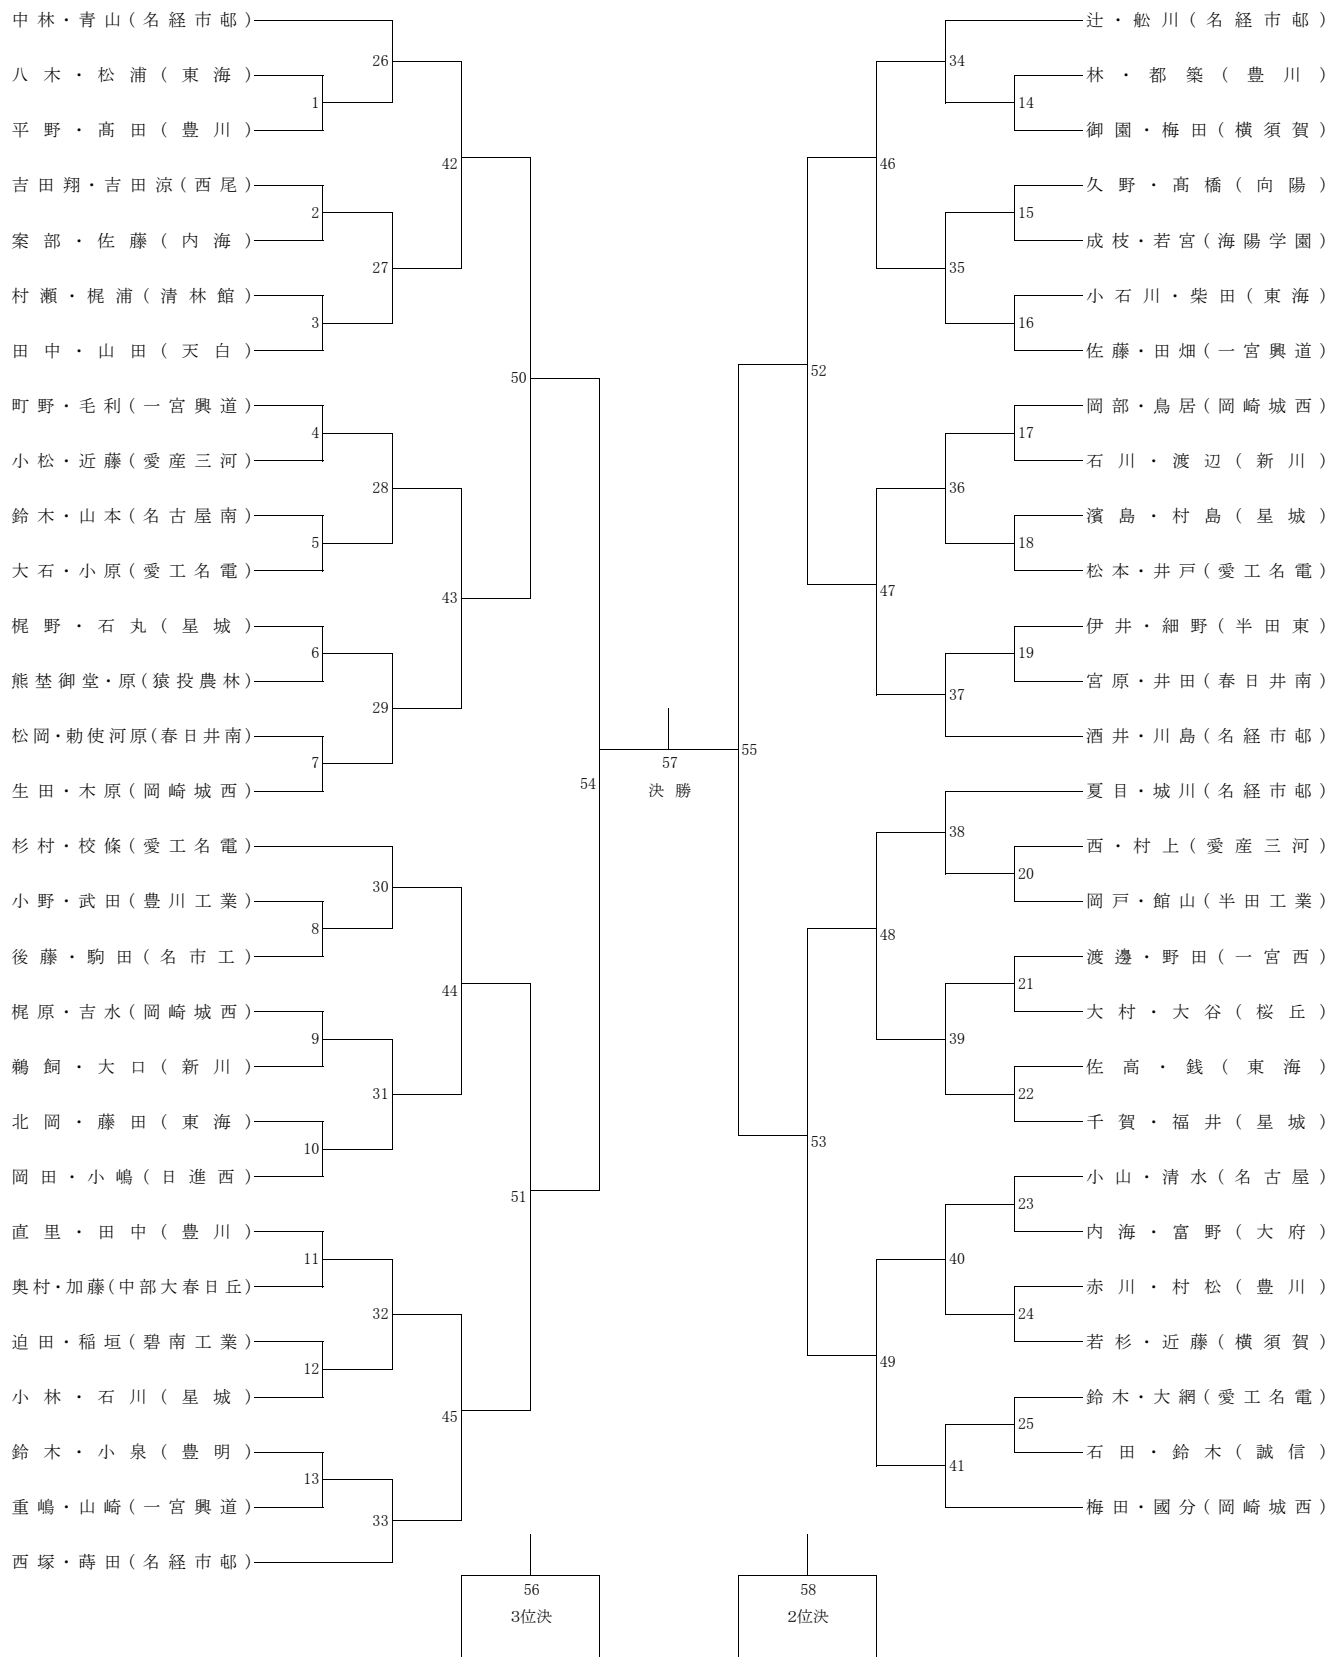 中林・青山(名経市邨)
26
八木・松浦(東海)
1
平野・髙田(豊川)
42
吉田翔・吉田涼(西尾)
2
案部・佐藤(内海)
27
村瀬・梶浦(清林館)
3
田中・山田(天白)
50
町野・毛利(一宮興道)
4
小松・近藤(愛産三河)
28
鈴木・山本(名古屋南)
5
大石・小原(愛工名電)
43
梶野・石丸(星城)
6
熊埜御堂・原(猿投農林)
29
松岡・勅使河原(春日井南)
7
生田・木原(岡崎城西)
54
杉村・校條(愛工名電)
30
小野・武田(豊川工業)
8
後藤・駒田(名市工)
44
梶原・吉水(岡崎城西)
9
鵜飼・大口(新川)
31
北岡・藤田(東海)
10
岡田・小嶋(日進西)
51
直里・田中(豊川)
11
奥村・加藤(中部大春日丘)
32
迫田・稲垣(碧南工業)
12
小林・石川(星城)
45
鈴木・小泉(豊明)
13
重嶋・山崎(一宮興道)
33
西塚・蒔田(名経市邨)
57
決勝
辻・舩川(名経市邨)
34
林・都築(豊川)
14
御園・梅田(横須賀)
46
久野・髙橋(向陽)
15
成枝・若宮(海陽学園)
35
小石川・柴田(東海)
16
佐藤・田畑(一宮興道)
52
岡部・鳥居(岡崎城西)
17
石川・渡辺(新川)
36
濱島・村島(星城)
18
松本・井戸(愛工名電)
47
伊井・細野(半田東)
19
宮原・井田(春日井南)
37
酒井・川島(名経市邨)
55
夏目・城川(名経市邨)
38
西・村上(愛産三河)
20
岡戸・館山(半田工業)
48
渡邊・野田(一宮西)
21
大村・大谷(桜丘)
39
佐高・銭(東海)
22
千賀・福井(星城)
53
小山・清水(名古屋)
23
内海・富野(大府)
40
赤川・村松(豊川)
24
若杉・近藤(横須賀)
49
鈴木・大網(愛工名電)
25
石田・鈴木(誠信)
41
梅田・國分(岡崎城西)
56
3位決
58
2位決